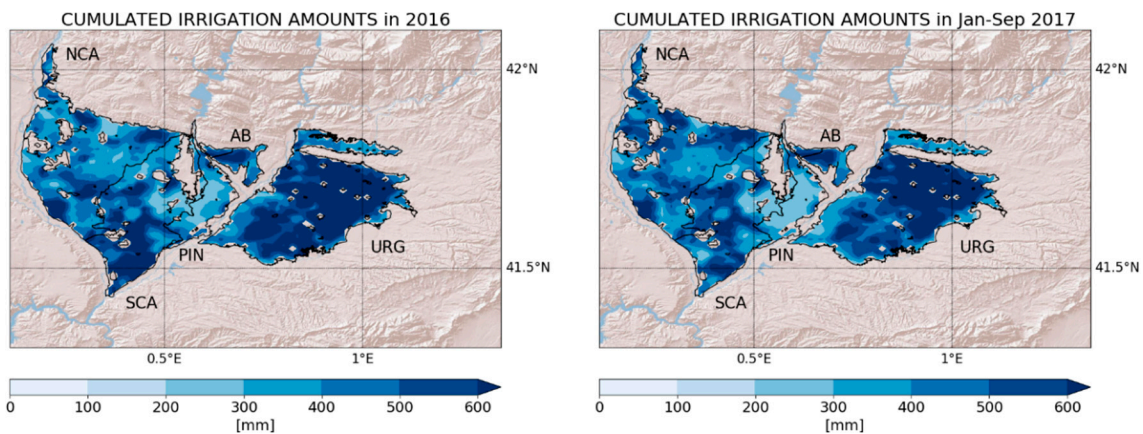 CUMULATED IRRIGATION AMOUNTS in 2016
NCA
AB
PIN
URG
SCA
42°N
41.5°N
0.5°E
1°E
0
100
200
300
400
500
600
[mm]
CUMULATED IRRIGATION AMOUNTS in Jan-Sep 2017
NCA
AB
PIN
URG
SCA
42°N
41.5°N
0.5°E
1°E
0
100
200
300
400
500
600
[mm]